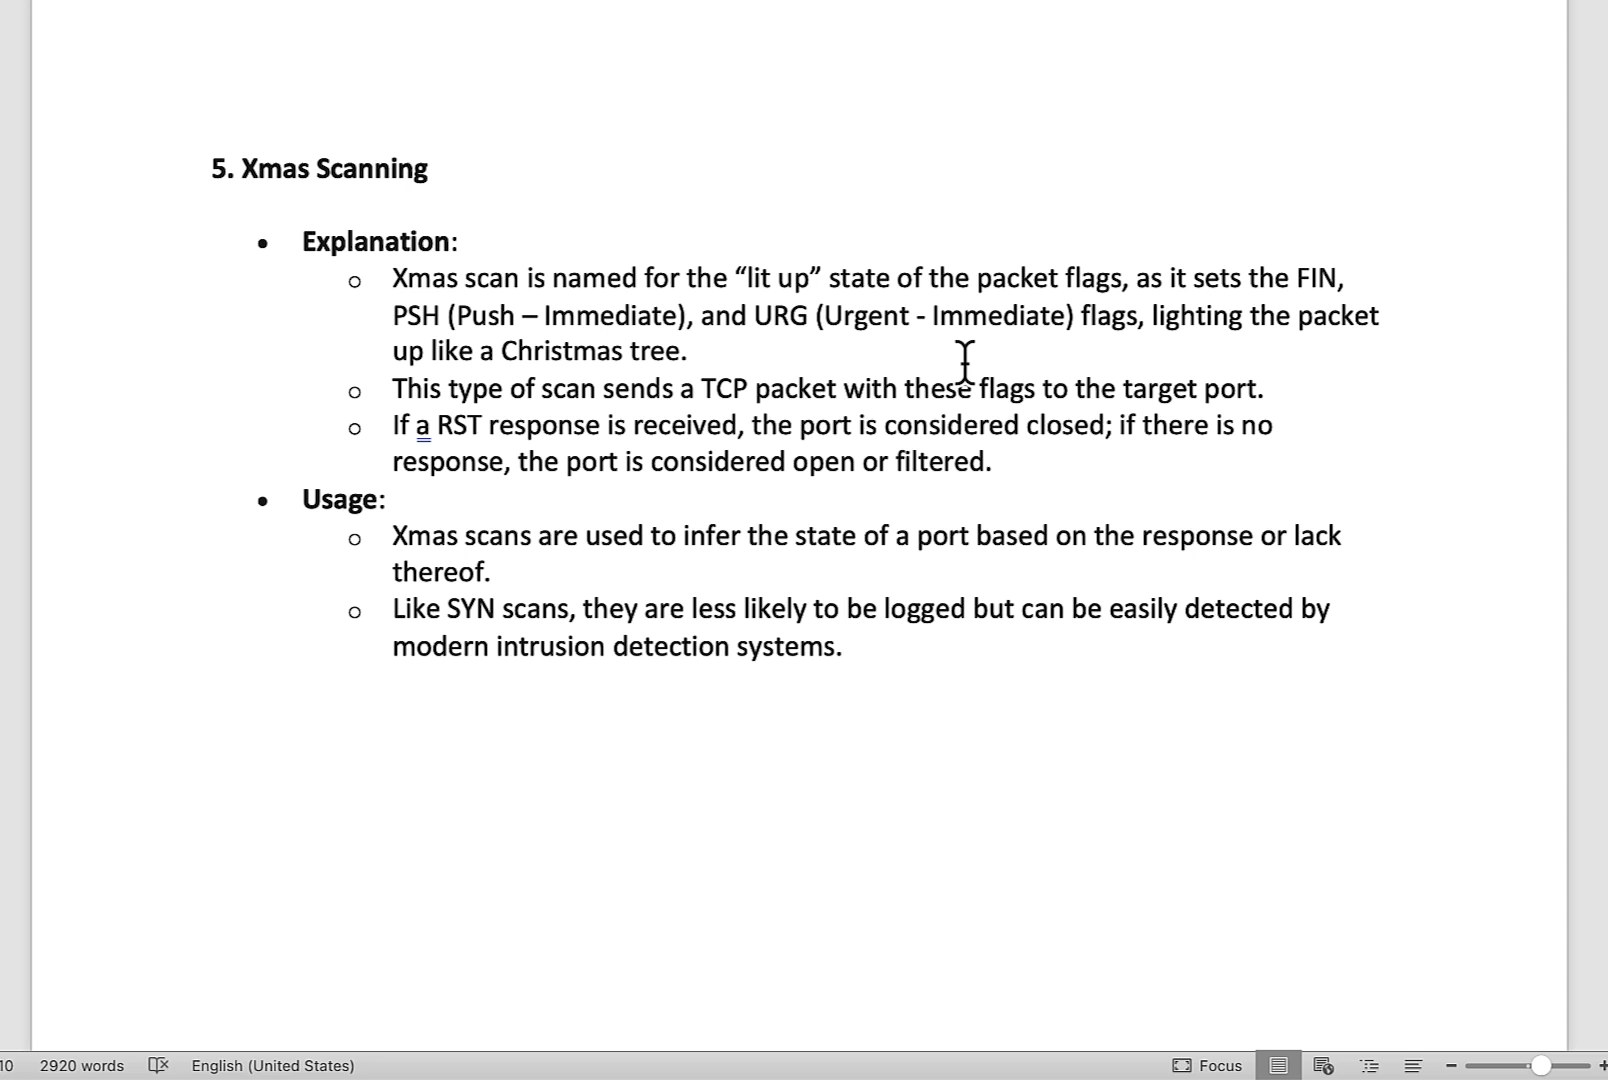 5. Xmas Scanning
• Explanation:
o Xmas scan is named for the “lit up” state of the packet flags, as it sets the FIN,
PSH (Push – Immediate), and URG (Urgent - Immediate) flags, lighting the packet
up like a Christmas tree.
o This type of scan sends a TCP packet with these flags to the target port.
o If a RST response is received, the port is considered closed; if there is no
response, the port is considered open or filtered.
• Usage:
o Xmas scans are used to infer the state of a port based on the response or lack
thereof.
o Like SYN scans, they are less likely to be logged but can be easily detected by
modern intrusion detection systems.
10 2920 words English (United States) Focus